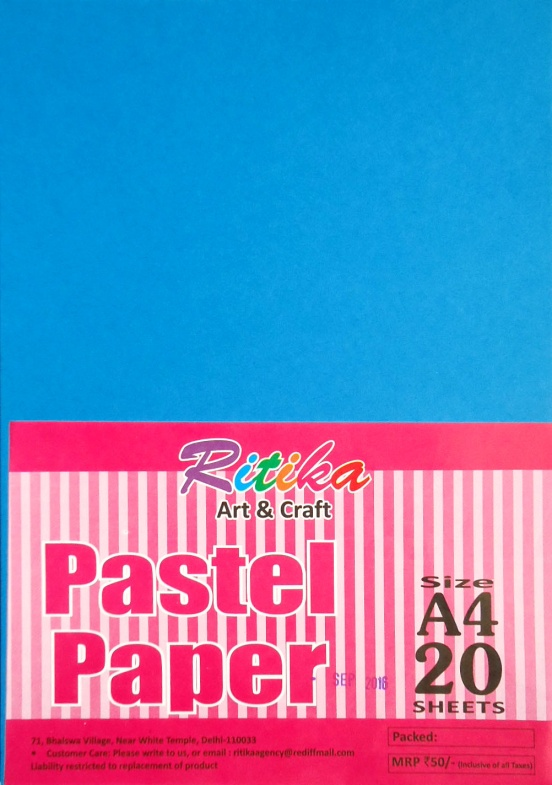 Ritika
Art & Craft
Pastel
Paper
SEP 2016
Size
A4
20
SHEETS
71, Bhalswa Village, Near White Temple, Delhi-110033
• Customer Care: Please write to us, or email : ritikaagency@rediffmail.com
Liability restricted to replacement of product
Packed:
MRP ₹50/- (Inclusive of all Taxes)